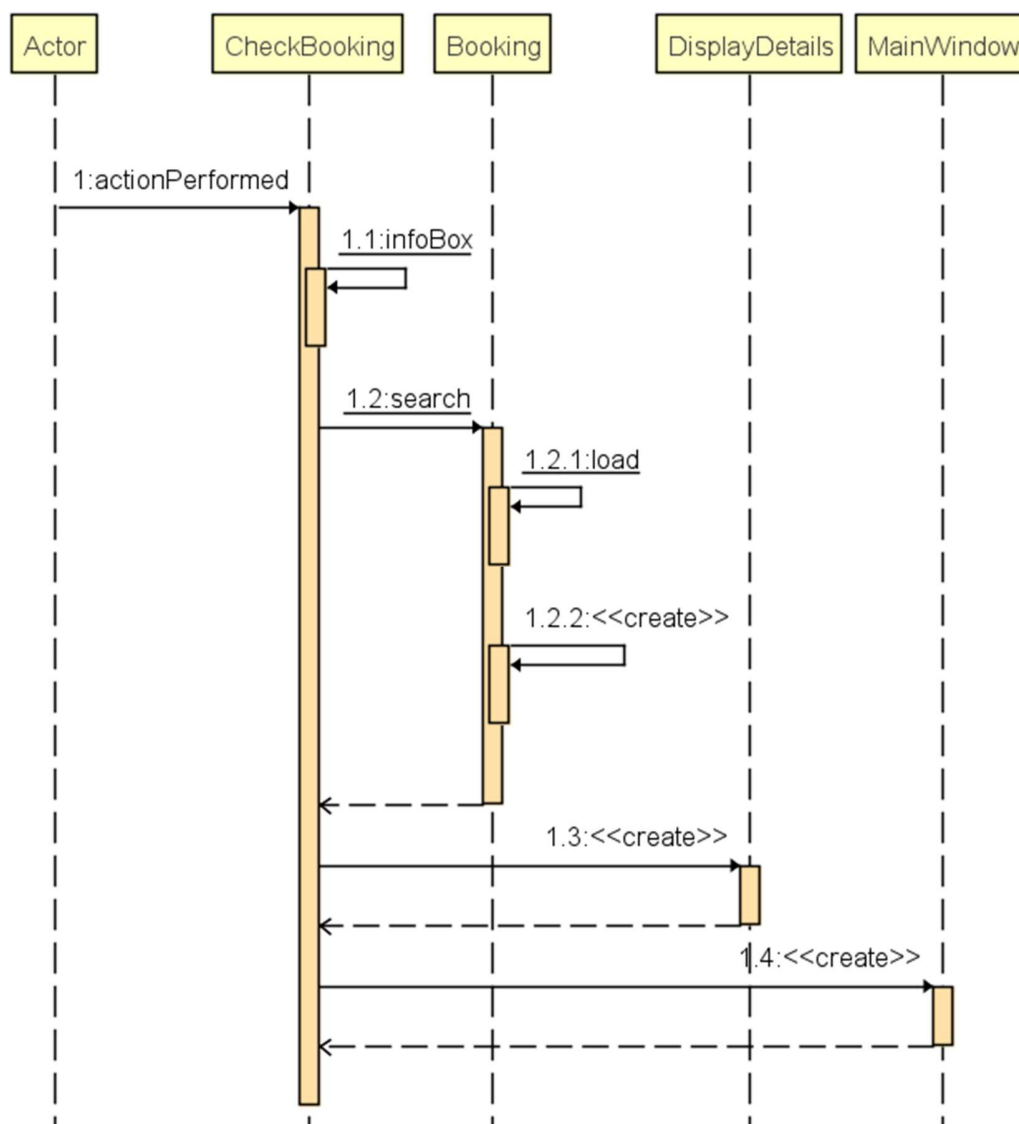 Actor
CheckBooking
Booking
DisplayDetails
MainWindow
1:actionPerformed
1.1:infoBox
1.2:search
1.2.1:load
1.2.2:<<create>>
1.3:<<create>>
1.4:<<create>>